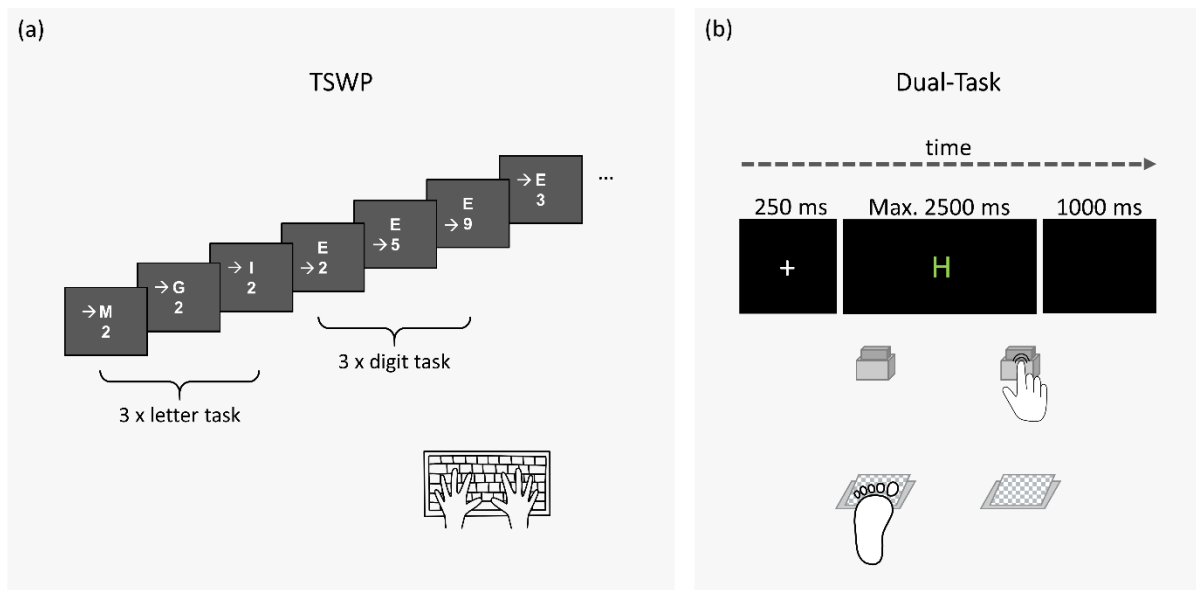 (a)
TSWP
→ M
2
→ G
2
→ I
2
E
→ 2
E
→ 5
E
→ 9
→ E
3
...
3 x letter task
3 x digit task
(b)
Dual-Task
time
250 ms
Max. 2500 ms
1000 ms
+
H